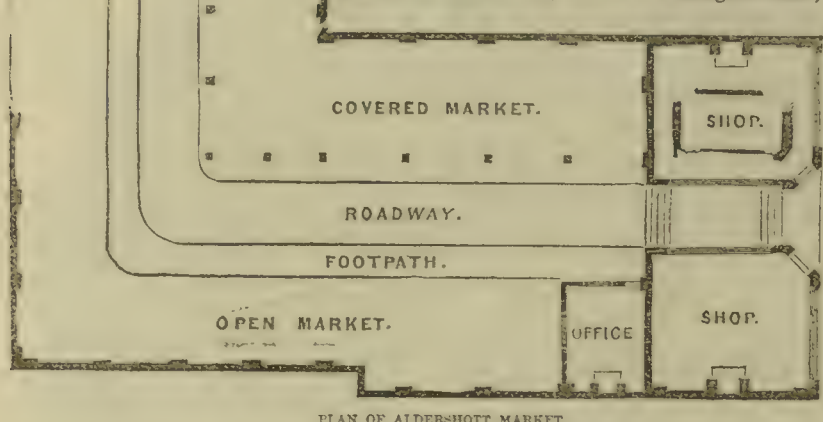 COVERED MARKET.
SHOP.
ROADWAY.
FOOTPATH.
OPEN MARKET.
OFFICE
SHOP.
PLAN OF ALDERSHOTT MARKET